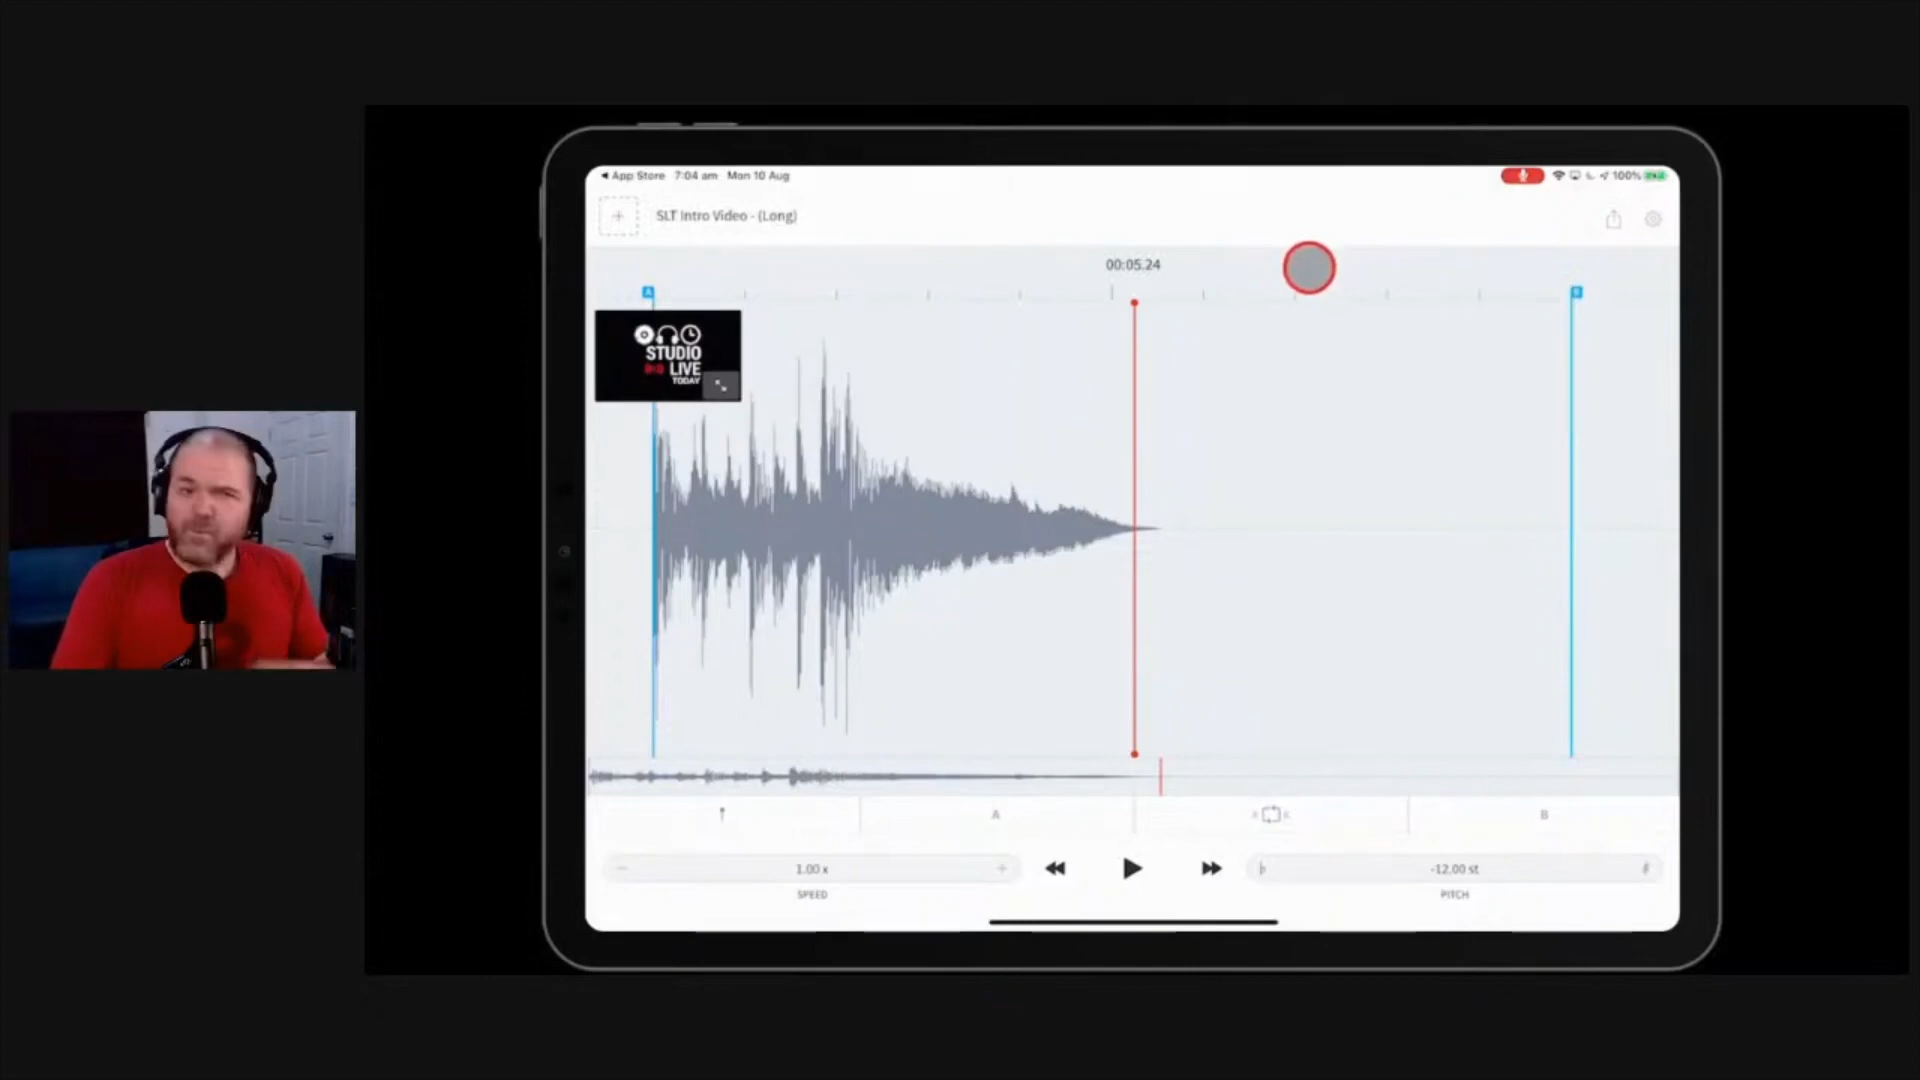 App Store 7:04 am Mon 10 Aug
100%
SLT Intro Video - (Long)
00:05.24
A
B
STUDIO
LIVE
TODAY
A
B
1.00 x
-12.00 st
SPEED
PITCH